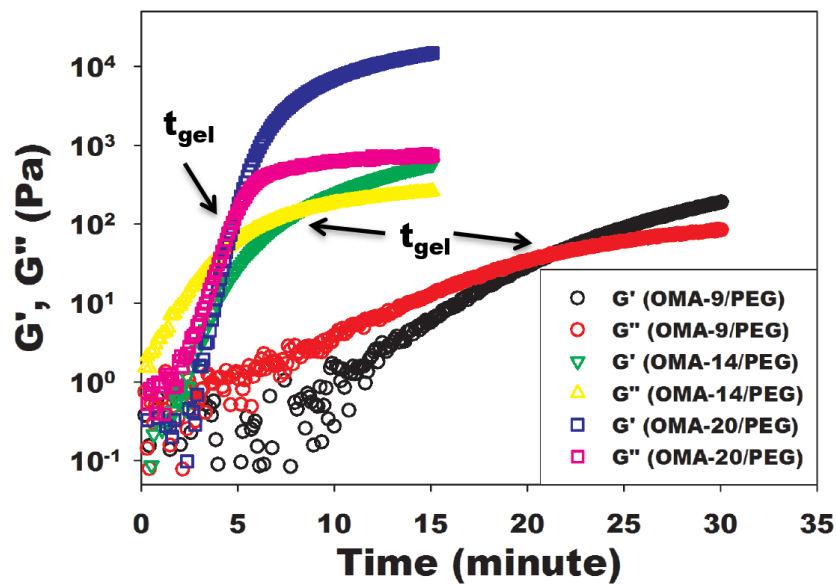 G', G" (Pa)
10⁴
10³
10²
10¹
10⁰
10⁻¹
t_gel
t_gel
G' (OMA-9/PEG)
G" (OMA-9/PEG)
G' (OMA-14/PEG)
G" (OMA-14/PEG)
G' (OMA-20/PEG)
G" (OMA-20/PEG)
0 5 10 15 20 25 30 35
Time (minute)